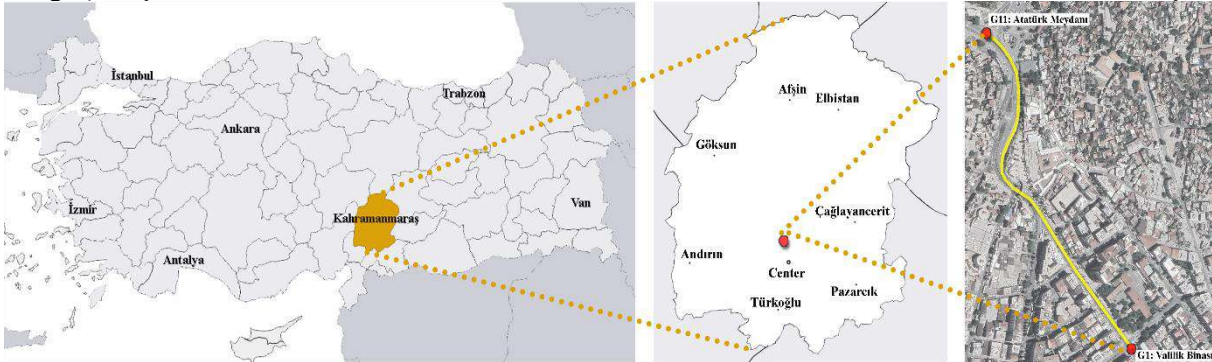 İstanbul
Trabzon
Ankara
İzmir
Kahramanmaraş
Van
Antalya
Afşin
Elbistan
Göksun
Çağlayancerit
Andırın
Center
Pazarcık
Türkoğlu
G11: Atatürk Meydanı
G1: Valilik Binası